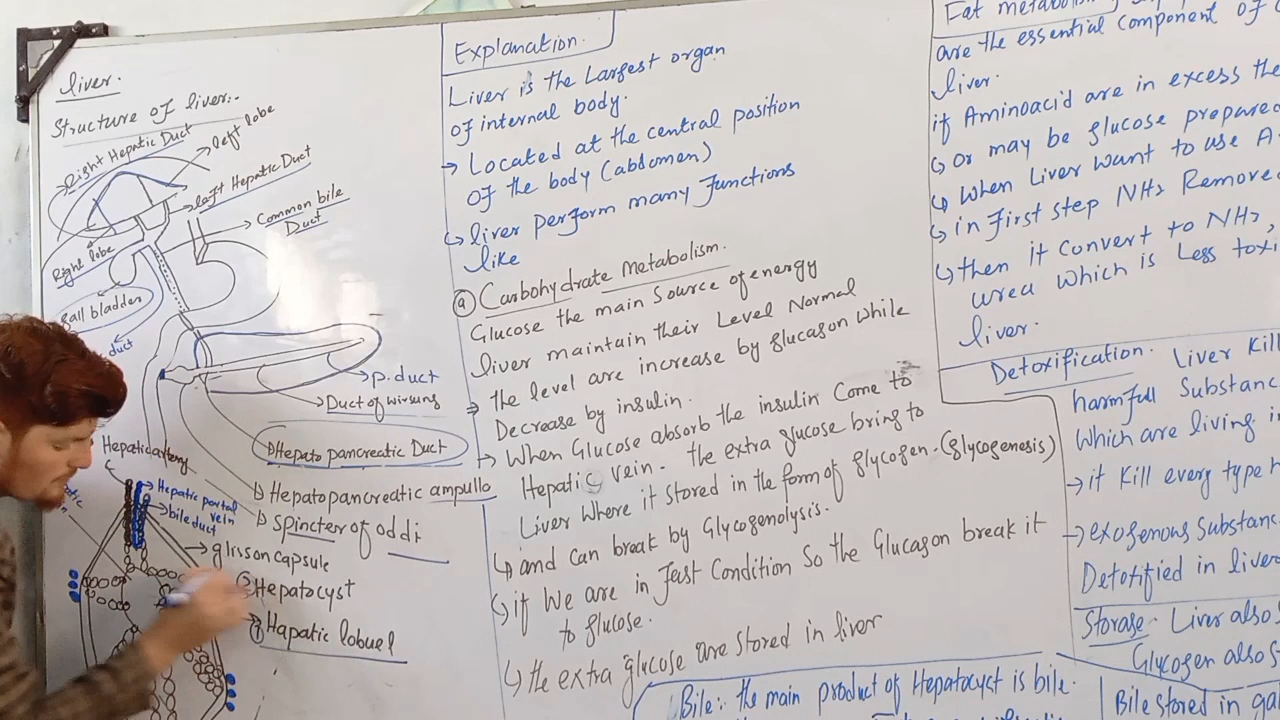 liver.
Structure of liver:-
Right Hepatic Duct
left lobe
left Hepatic Duct
Common bile
Duct
Right lobe
gall bladder
duct
p.duct
Duct of wirsung
Hepato pancreatic Duct
Hepatopancreatic ampullo
Spincter of oddi
Hepatic artery
Hepatic portal
vein
bile duct
glisson capsule
② Hepatocyst
① Hapatic lobuel
Explanation.
Liver is the Largest organ
of internal body.
→ Located at the central position
of the body (abdomen)
↳ liver perform many functions
like
ⓐ Carbohydrate Metabolism.
Glucose the main Source of energy
liver maintain their Level Normal
⇒ the level are increase by glucagon while
Decrease by insulin.
↳ When Glucose absorb the insulin Come to
Hepatic vein. the extra glucose bring to
Liver where it stored in the form of glycogen. (glycogenesis)
↳ and can break by Glycogenolysis.
↳ if We are in fast Condition So the Glucagon break it
to glucose.
↳ the extra glucose are stored in liver
Bile:- the main product of Hepatocyst is bile.
Fat metabolism
are the essential component of
liver.
if Aminoacid are in excess the
↳ or may be glucose prepared
↳ When Liver want to use A
↳ in first step NH2 Remove
↳ then it convert to NH3,
urea which is Less toxi
liver.
Detoxification. Liver Kill
harmfull Substanc
Which are living i
→ it Kill every type h
→ exogenous substanc
Detoxified in liver
Storage. Liver also
Glycogen also s
Bile stored in ga